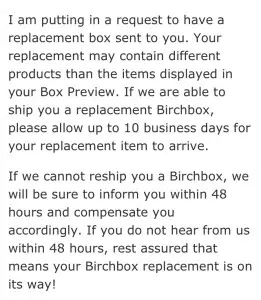 I am putting in a request to have a
replacement box sent to you. Your
replacement may contain different
products than the items displayed in
your Box Preview. If we are able to
ship you a replacement Birchbox,
please allow up to 10 business days for
your replacement item to arrive.
If we cannot reship you a Birchbox, we
will be sure to inform you within 48
hours and compensate you
accordingly. If you do not hear from us
within 48 hours, rest assured that
means your Birchbox replacement is on
its way!